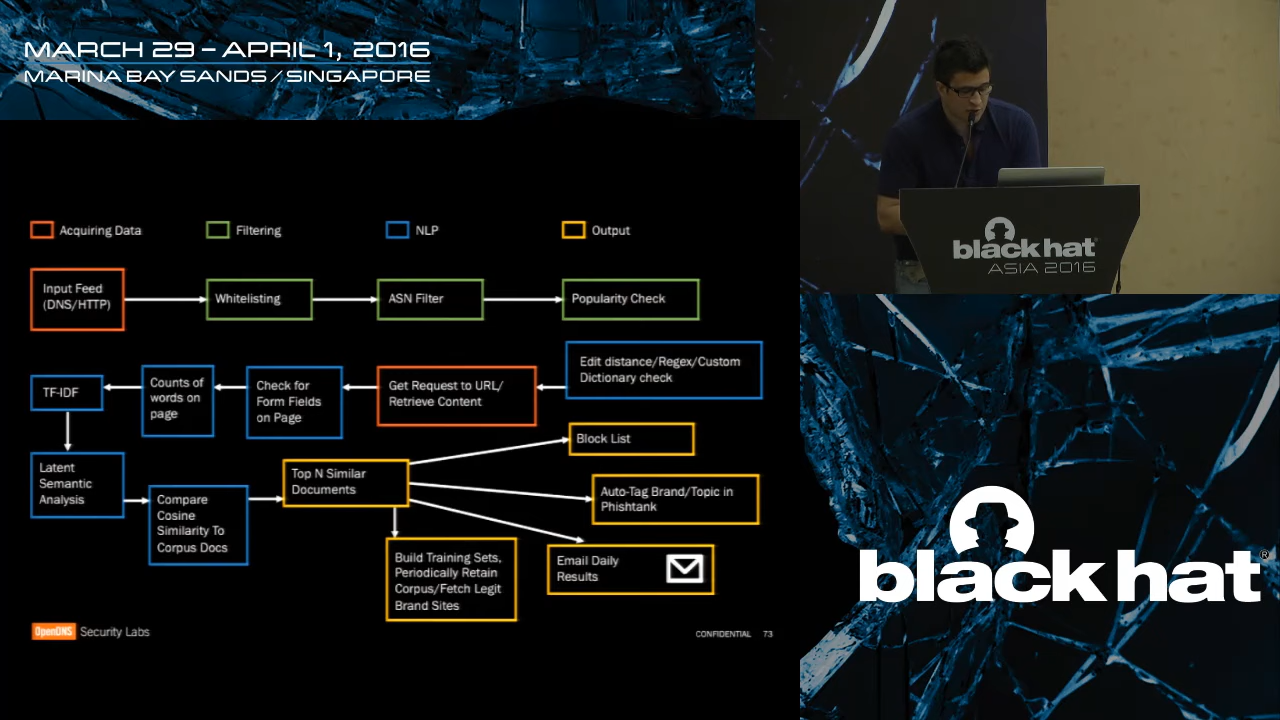 MARCH 29 – APRIL 1, 2016
MARINA BAY SANDS / SINGAPORE
black hat
ASIA 2016
Acquiring Data
Filtering
NLP
Output
Input Feed
(DNS/HTTP)
Whitelisting
ASN Filter
Popularity Check
Edit distance/Regex/Custom
Dictionary check
Get Request to URL/
Retrieve Content
Check for
Form Fields
on Page
Counts of
words on
page
TF-IDF
Latent
Semantic
Analysis
Compare
Cosine
Similarity To
Corpus Docs
Top N Similar
Documents
Block List
Auto-Tag Brand/Topic in
Phishtank
Email Daily
Results
Build Training Sets,
Periodically Retain
Corpus/Fetch Legit
Brand Sites
OpenDNS Security Labs
CONFIDENTIAL 73
black hat®